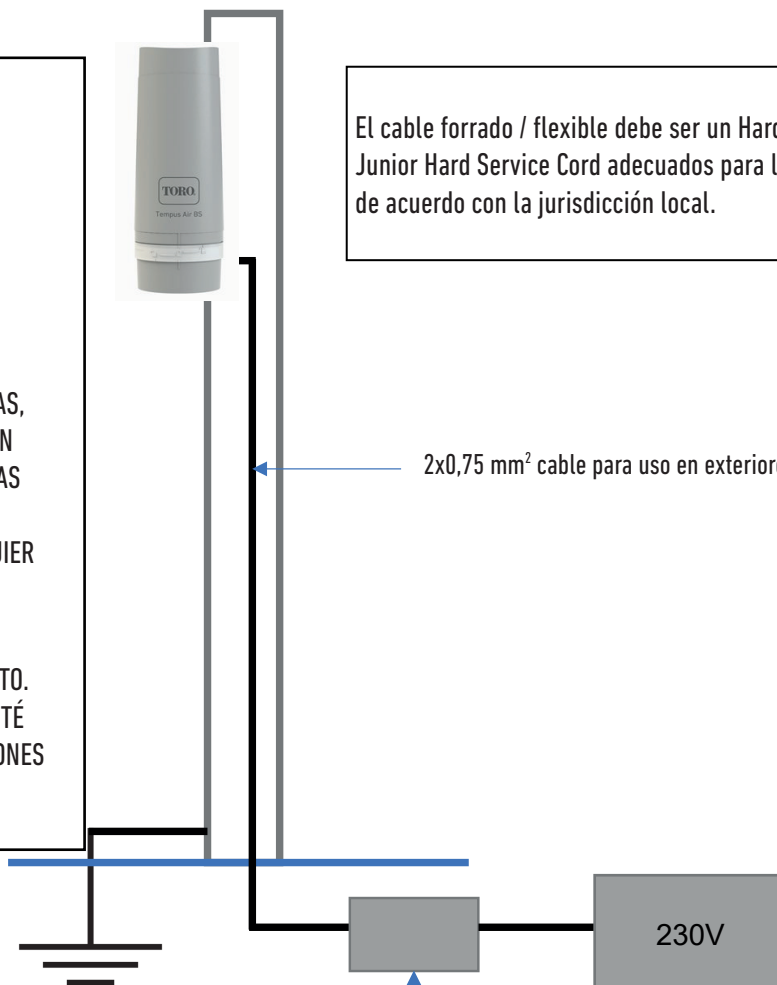 TORO
Tempus Air BS
El cable forrado / flexible debe ser un Hard
Junior Hard Service Cord adecuados para
de acuerdo con la jurisdicción local.
AS,
N
AS
IER
TO.
TÉ
ONES
2x0,75 mm² cable para uso en exterior
230V